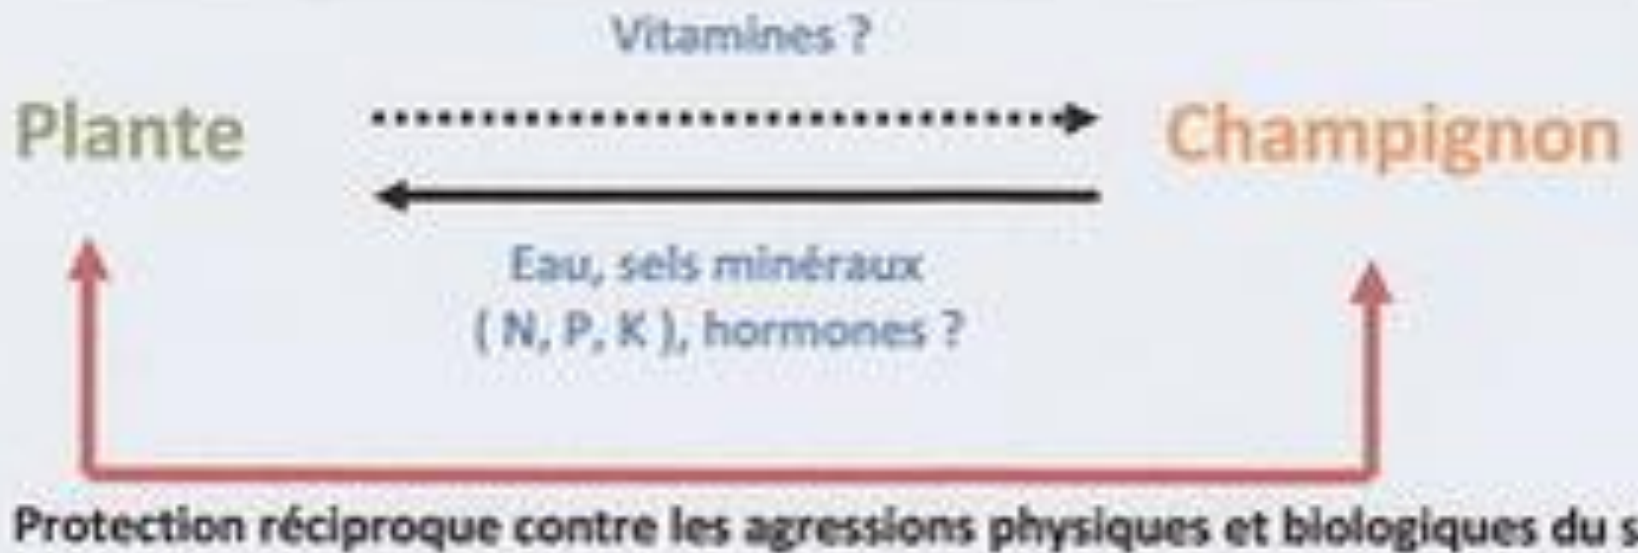 Vitamines ?
Plante
Champignon
Eau, sels minéraux
( N, P, K ), hormones ?
Protection réciproque contre les agressions physiques et biologiques du s